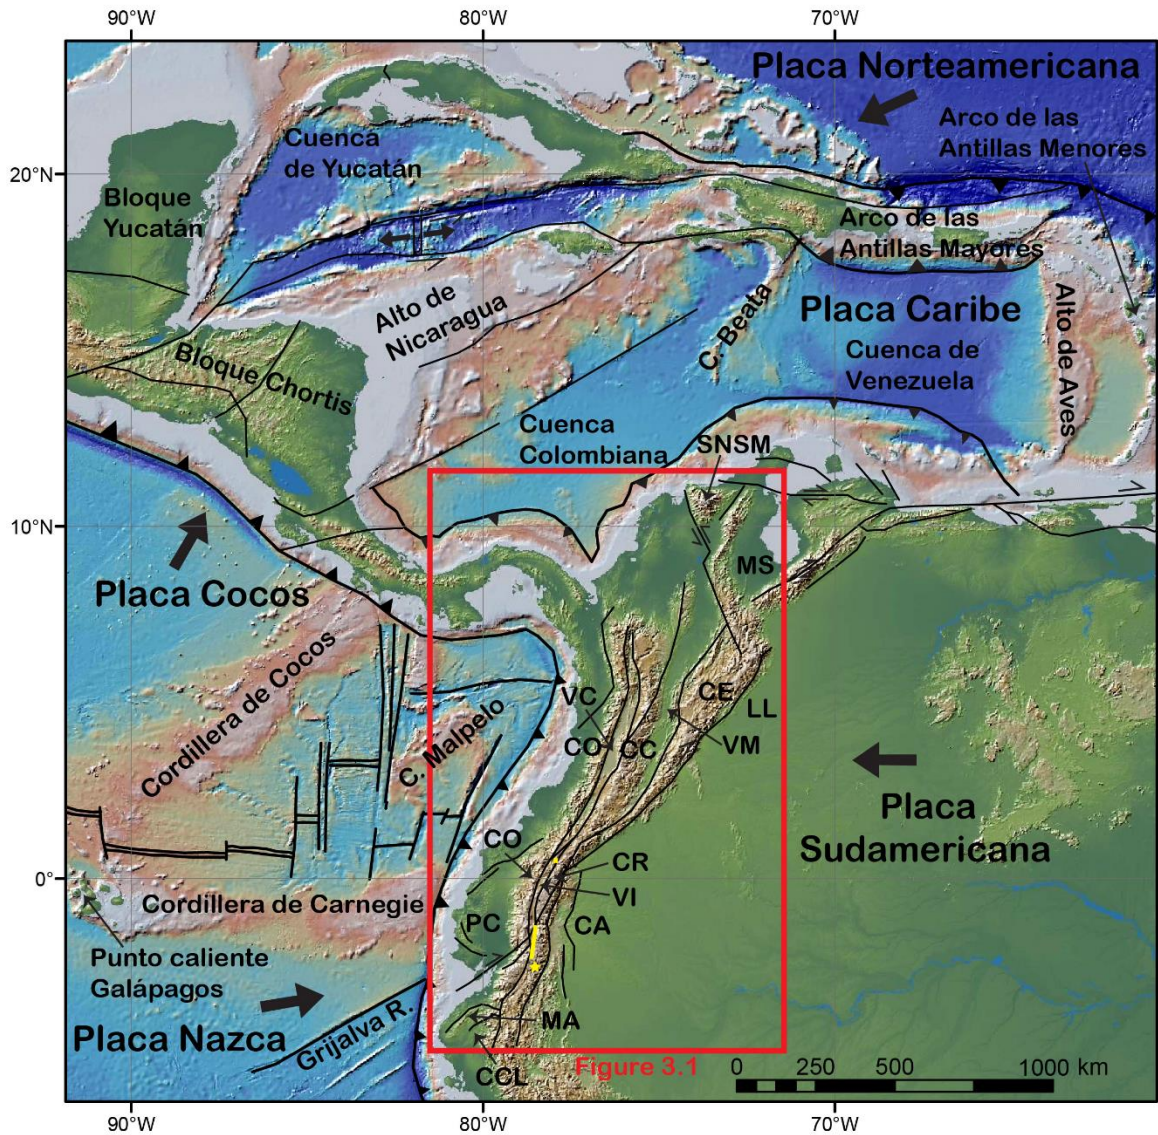 90°W
80°W
70°W
Placa Norteamericana
Arco de las
Antillas Menores
Cuenca
de Yucatán
20°N
Bloque
Yucatán
Arco de las
Antillas Mayores
Alto de
Nicaragua
C. Beata
Placa Caribe
Alto de Aves
Cuenca de
Venezuela
Bloque Chortis
Cuenca
Colombiana
SNSM
10°N
MS
Placa Cocos
Cordillera de Cocos
VC
CE
LL
C. Malpelo
CO
CC
VM
Placa
Sudamericana
CO
CR
0°
VI
Cordillera de Carnegie
PC
CA
Punto caliente
Galápagos
Placa Nazca
Grijalva R.
MA
CCL
Figure 3.1
0
250
500
1000 km
90°W
80°W
70°W